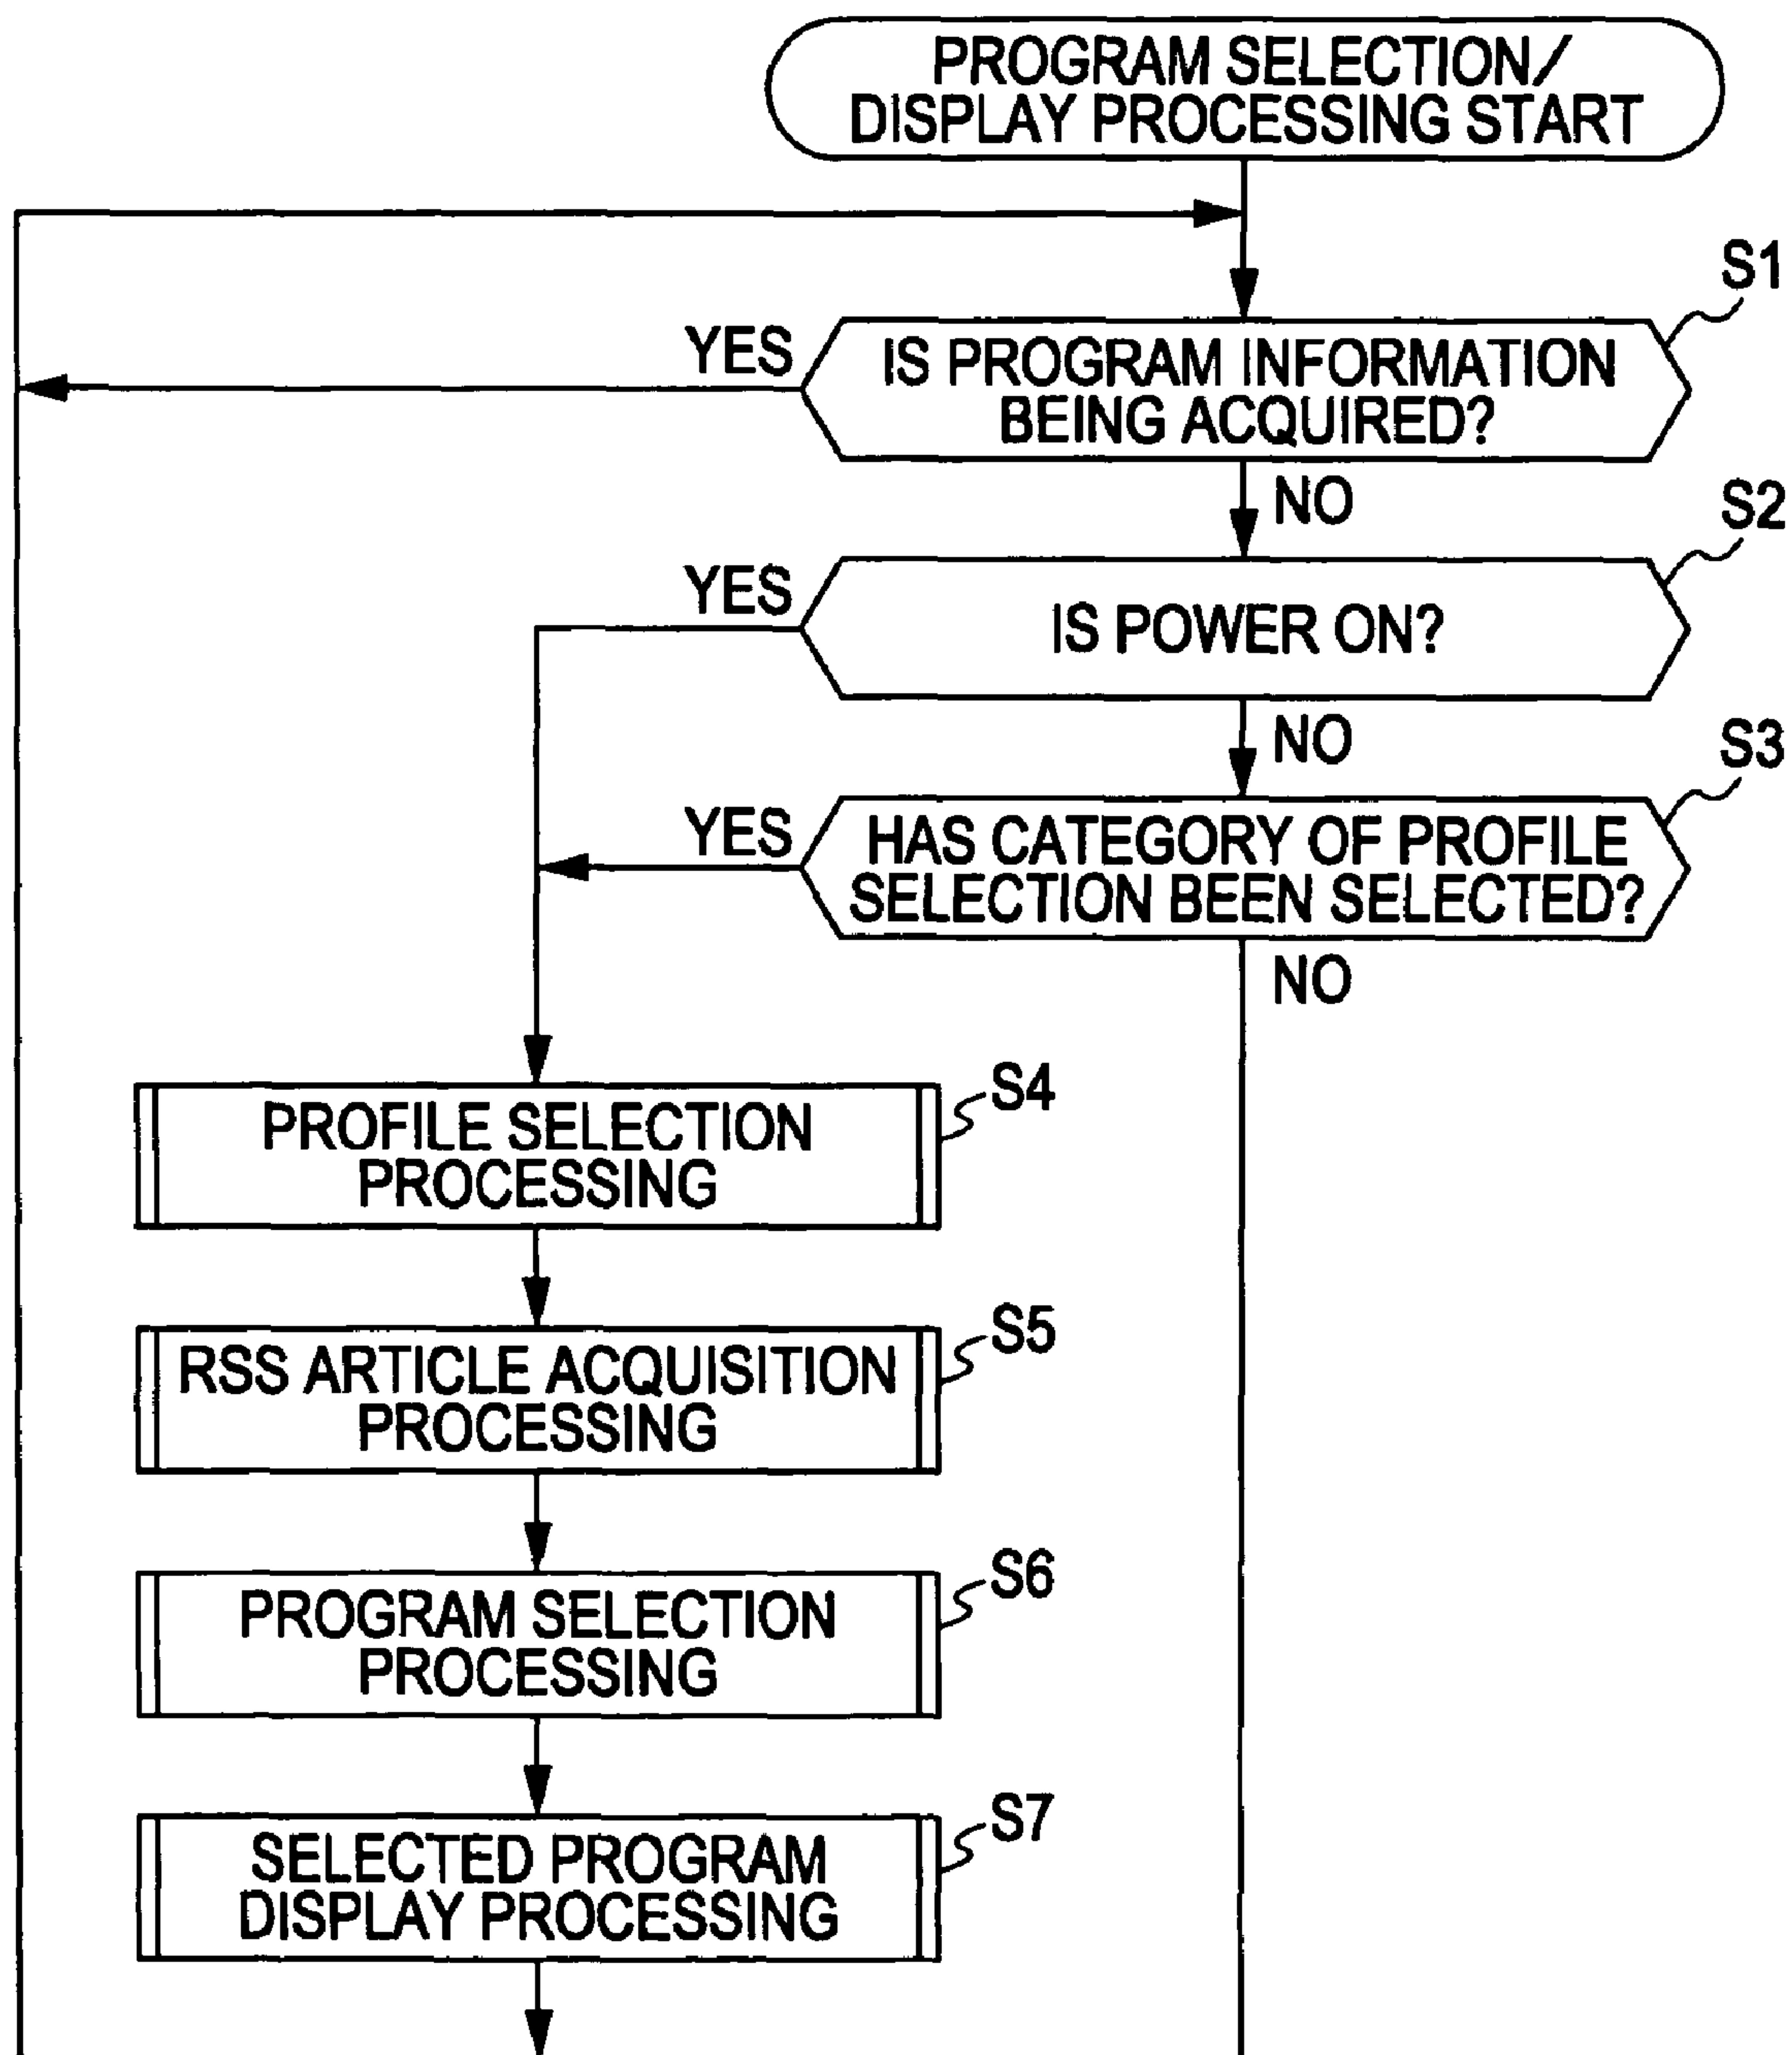 PROGRAM SELECTION/
DISPLAY PROCESSING START
S1
YES
IS PROGRAM INFORMATION
BEING ACQUIRED?
NO
S2
YES
IS POWER ON?
NO
S3
YES
HAS CATEGORY OF PROFILE
SELECTION BEEN SELECTED?
NO
S4
PROFILE SELECTION
PROCESSING
S5
RSS ARTICLE ACQUISITION
PROCESSING
S6
PROGRAM SELECTION
PROCESSING
S7
SELECTED PROGRAM
DISPLAY PROCESSING